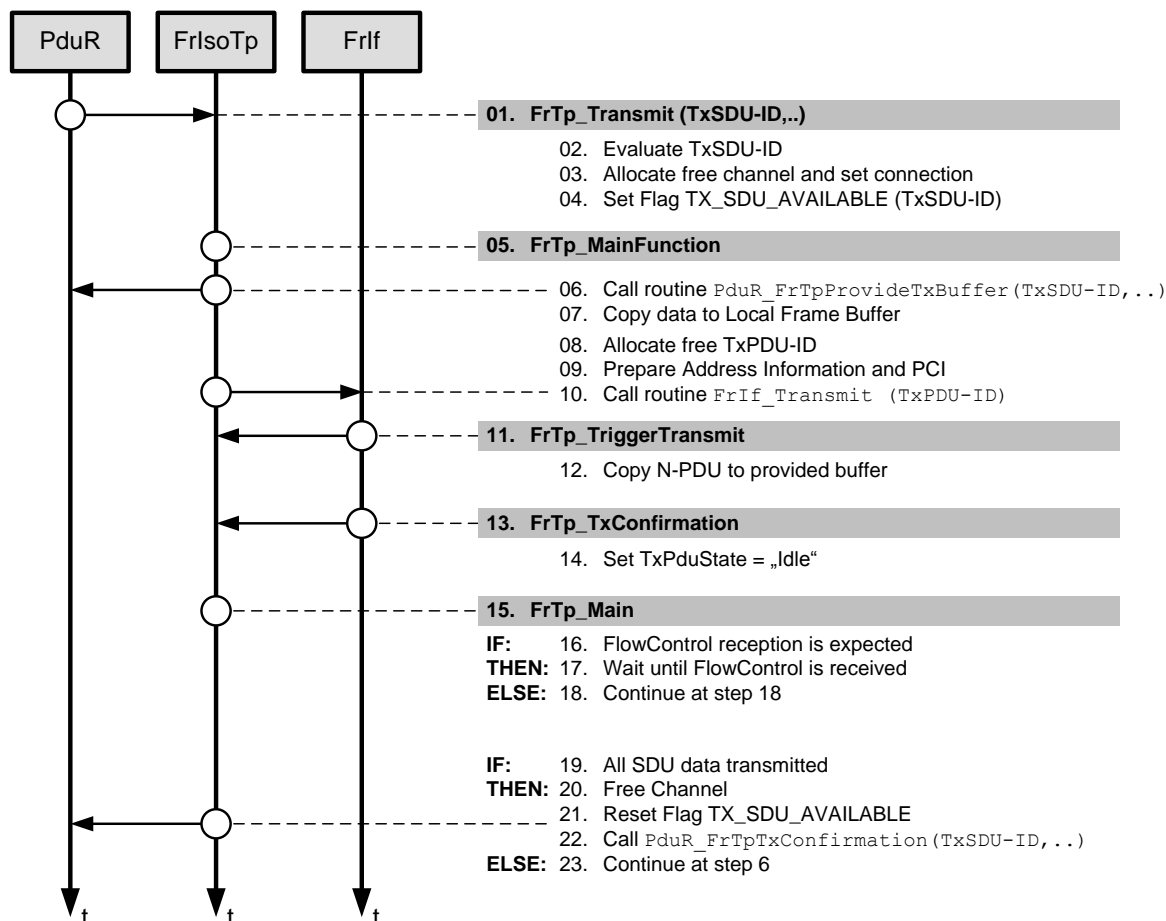 PduR
FrIsoTp
FrIf
01. FrTp_Transmit (TxSDU-ID,..)
02. Evaluate TxSDU-ID
03. Allocate free channel and set connection
04. Set Flag TX_SDU_AVAILABLE (TxSDU-ID)
05. FrTp_MainFunction
06. Call routine PduR_FrTpProvideTxBuffer(TxSDU-ID,..)
07. Copy data to Local Frame Buffer
08. Allocate free TxPDU-ID
09. Prepare Address Information and PCI
10. Call routine FrIf_Transmit (TxPDU-ID)
11. FrTp_TriggerTransmit
12. Copy N-PDU to provided buffer
13. FrTp_TxConfirmation
14. Set TxPduState = „Idle“
15. FrTp_Main
IF: 16. FlowControl reception is expected
THEN: 17. Wait until FlowControl is received
ELSE: 18. Continue at step 18
IF: 19. All SDU data transmitted
THEN: 20. Free Channel
21. Reset Flag TX_SDU_AVAILABLE
22. Call PduR_FrTpTxConfirmation(TxSDU-ID,..)
ELSE: 23. Continue at step 6
t
t
t